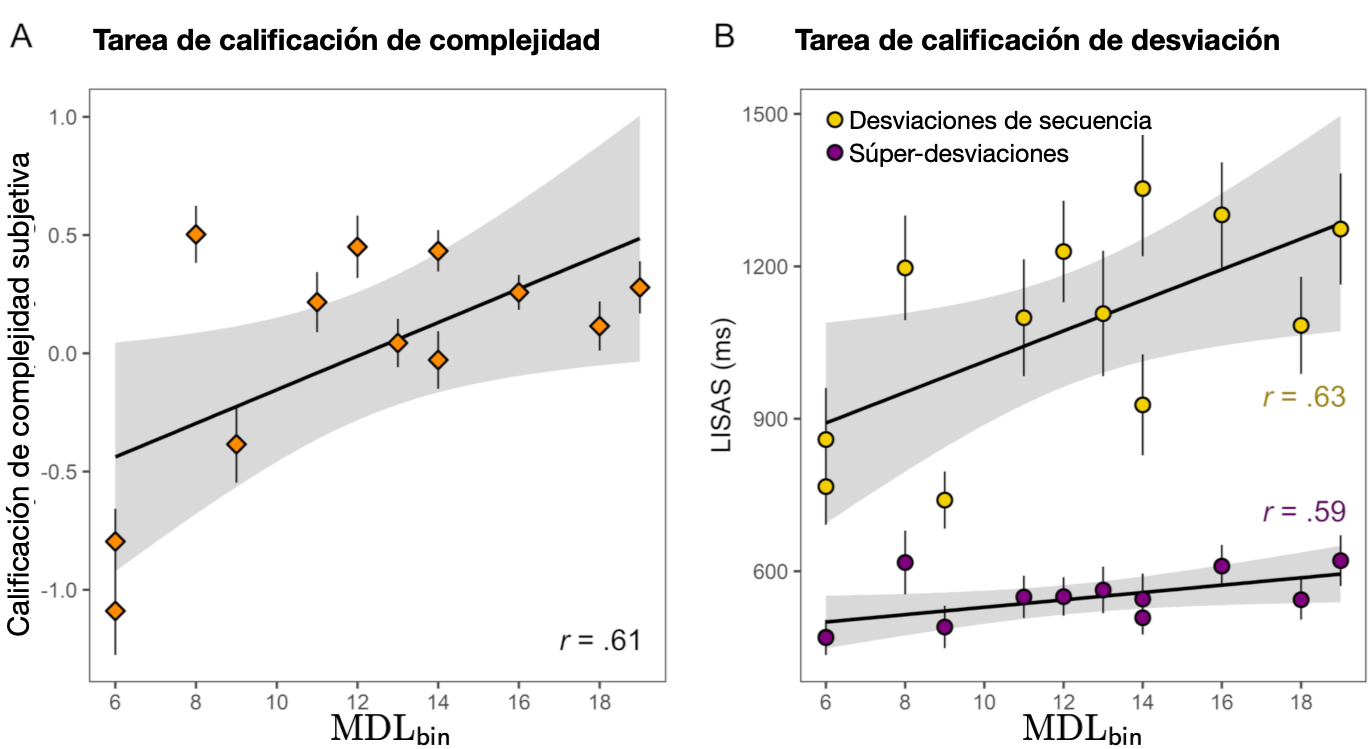 A
Tarea de calificación de complejidad
Calificación de complejidad subjetiva
1.0
0.5
0.0
-0.5
-1.0
r = .61
6 8 10 12 14 16 18
MDLbin
B
Tarea de calificación de desviación
LISAS (ms)
1500
1200
900
600
Desviaciones de secuencia
Súper-desviaciones
r = .63
r = .59
6 8 10 12 14 16 18
MDLbin